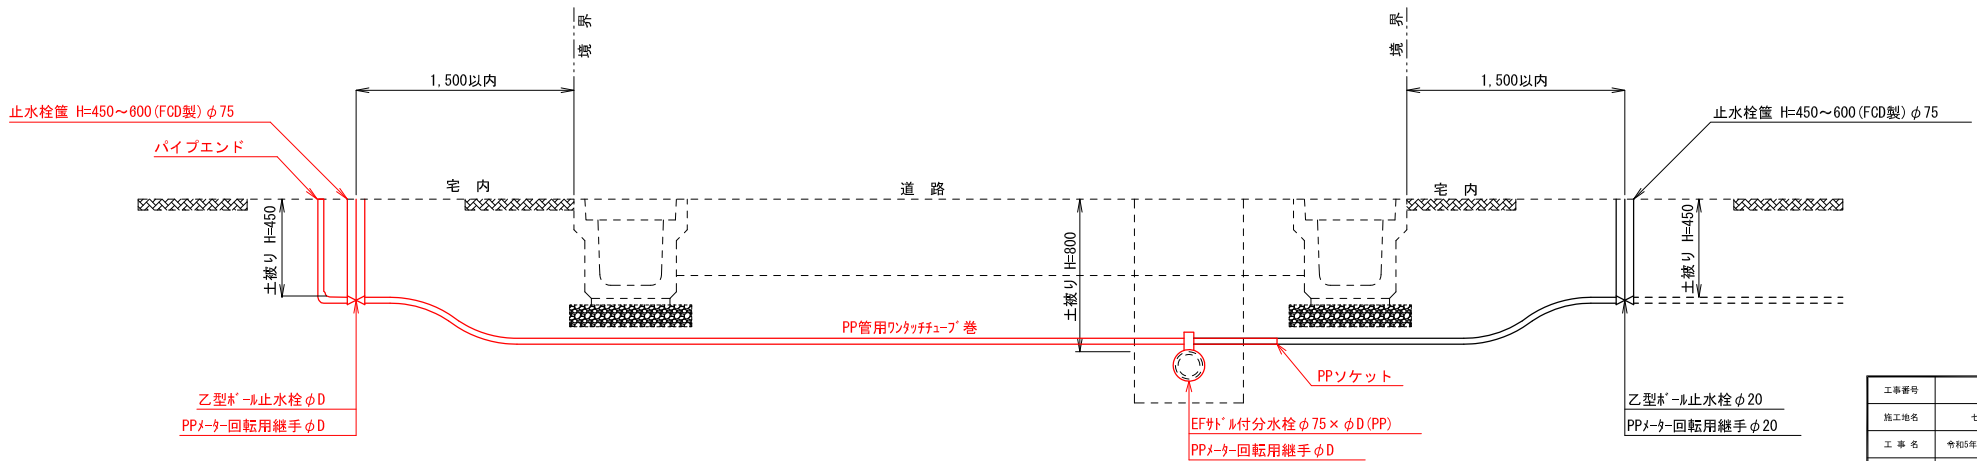 境界
境界
1,500以内
1,500以内
止水栓筐 H=450～600(FCD製)φ75
止水栓筐 H=450～600(FCD製)φ75
パイプエンド
宅内
道路
宅内
土被り H=450
土被り H=800
土被り H=450
PP管用ﾜﾝﾀｯﾁﾁｭｰﾌﾞ巻
PPソケット
乙型ﾎﾞｰﾙ止水栓φD
PPﾒｰﾀｰ回転用継手φD
EFｻﾄﾞﾙ付分水栓φ75×φD(PP)
PPﾒｰﾀｰ回転用継手φD
乙型ﾎﾞｰﾙ止水栓φ20
PPﾒｰﾀｰ回転用継手φ20
工事番号
施工地名
工事名 令和5年